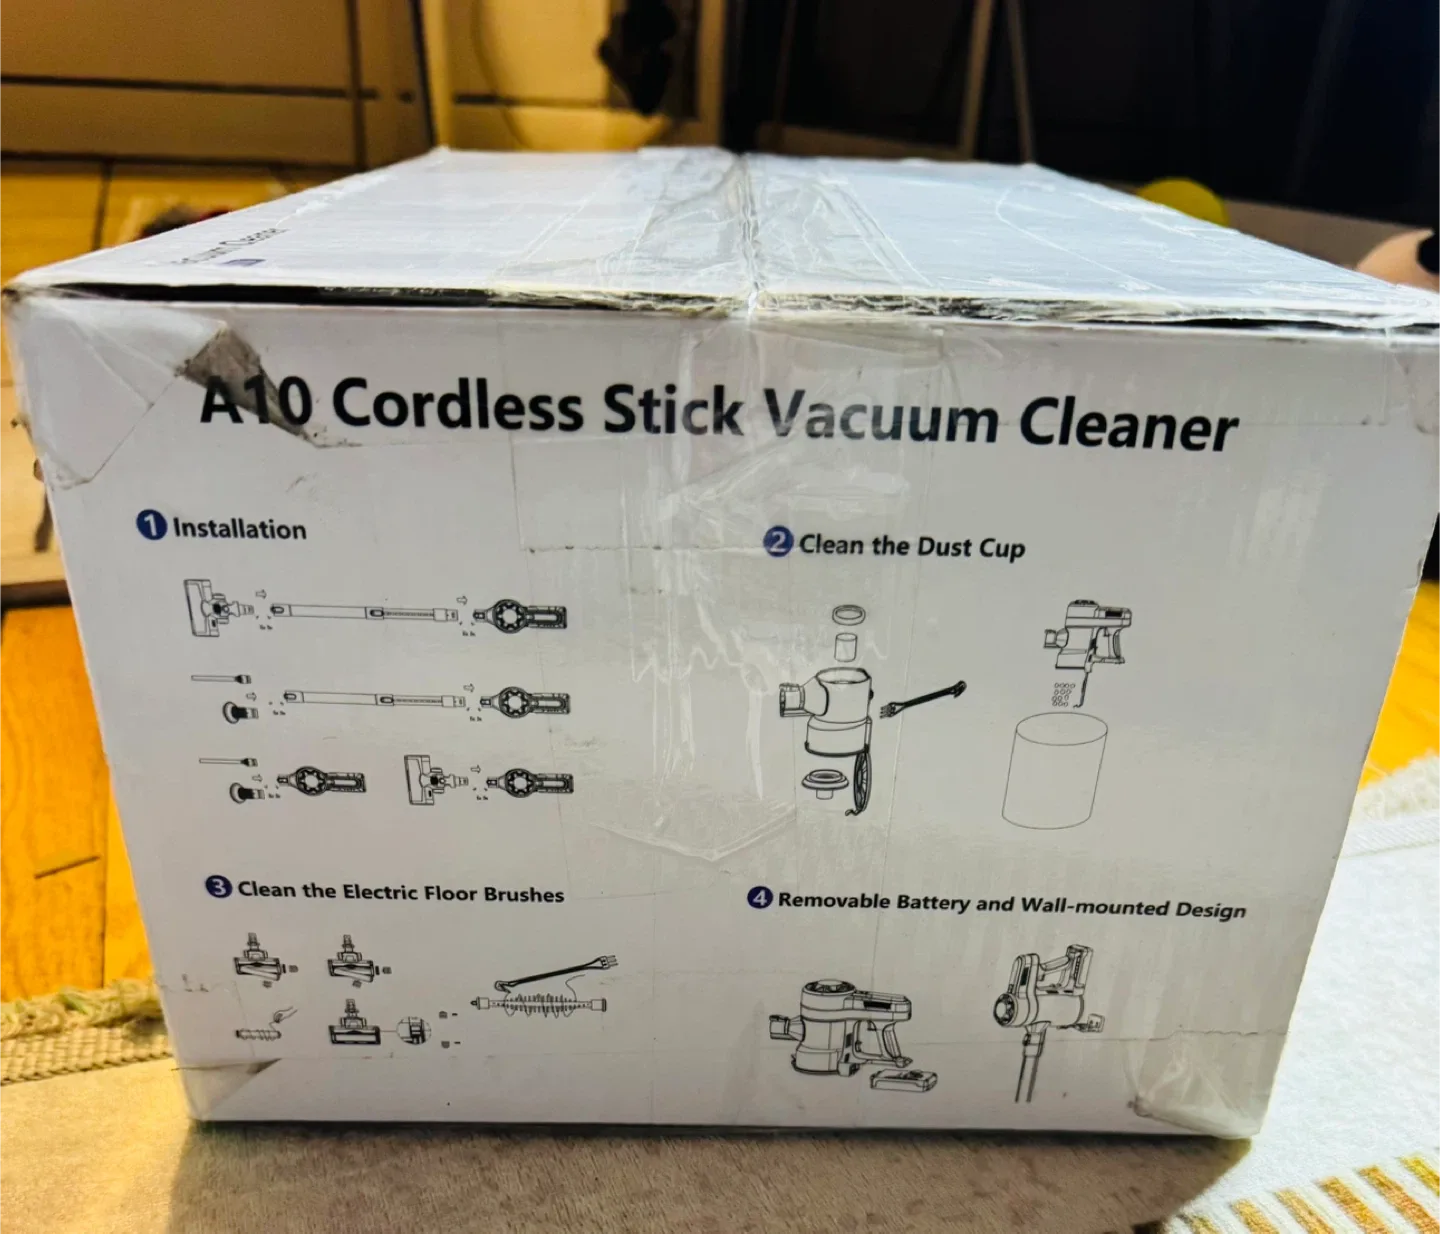 Cleaner
A10 Cordless Stick Vacuum Cleaner
1 Installation
2 Clean the Dust Cup
3 Clean the Electric Floor Brushes
4 Removable Battery and Wall-mounted Design